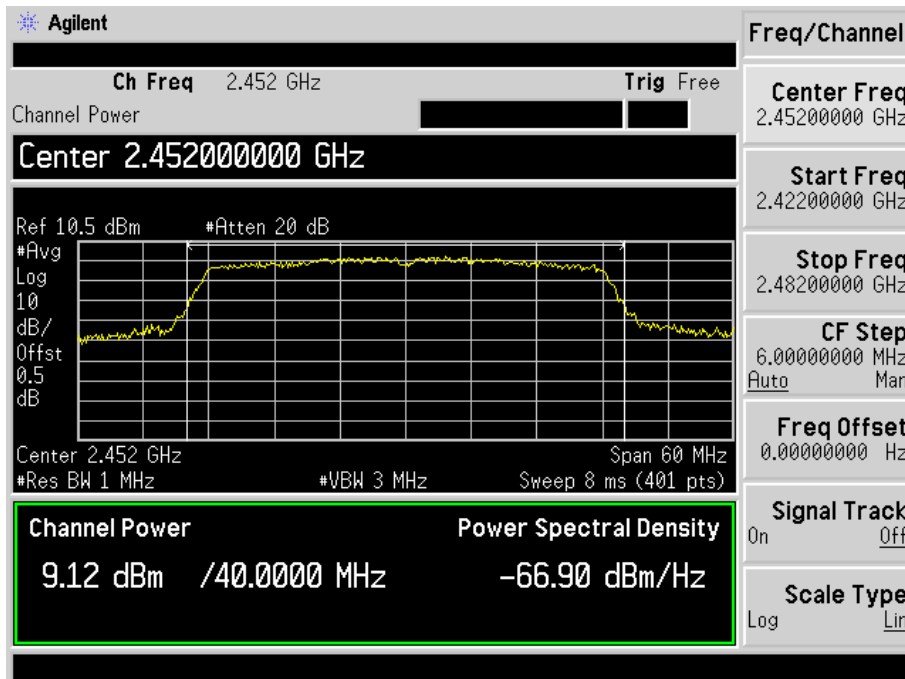 Agilent
Freq/Channel
Ch Freq 2.452 GHz Trig Free
Channel Power
Center 2.452000000 GHz
Ref 10.5 dBm #Atten 20 dB
#Avg
Log
10
dB/
Offst
0.5
dB
Center 2.452 GHz Span 60 MHz
#Res BW 1 MHz #VBW 3 MHz Sweep 8 ms (401 pts)
Channel Power Power Spectral Density
9.12 dBm /40.0000 MHz -66.90 dBm/Hz
Center Freq
2.45200000 GHz
Start Freq
2.42200000 GHz
Stop Freq
2.48200000 GHz
CF Step
6.00000000 MHz
Auto Man
Freq Offset
0.00000000 Hz
Signal Track
On Off
Scale Type
Log Lin